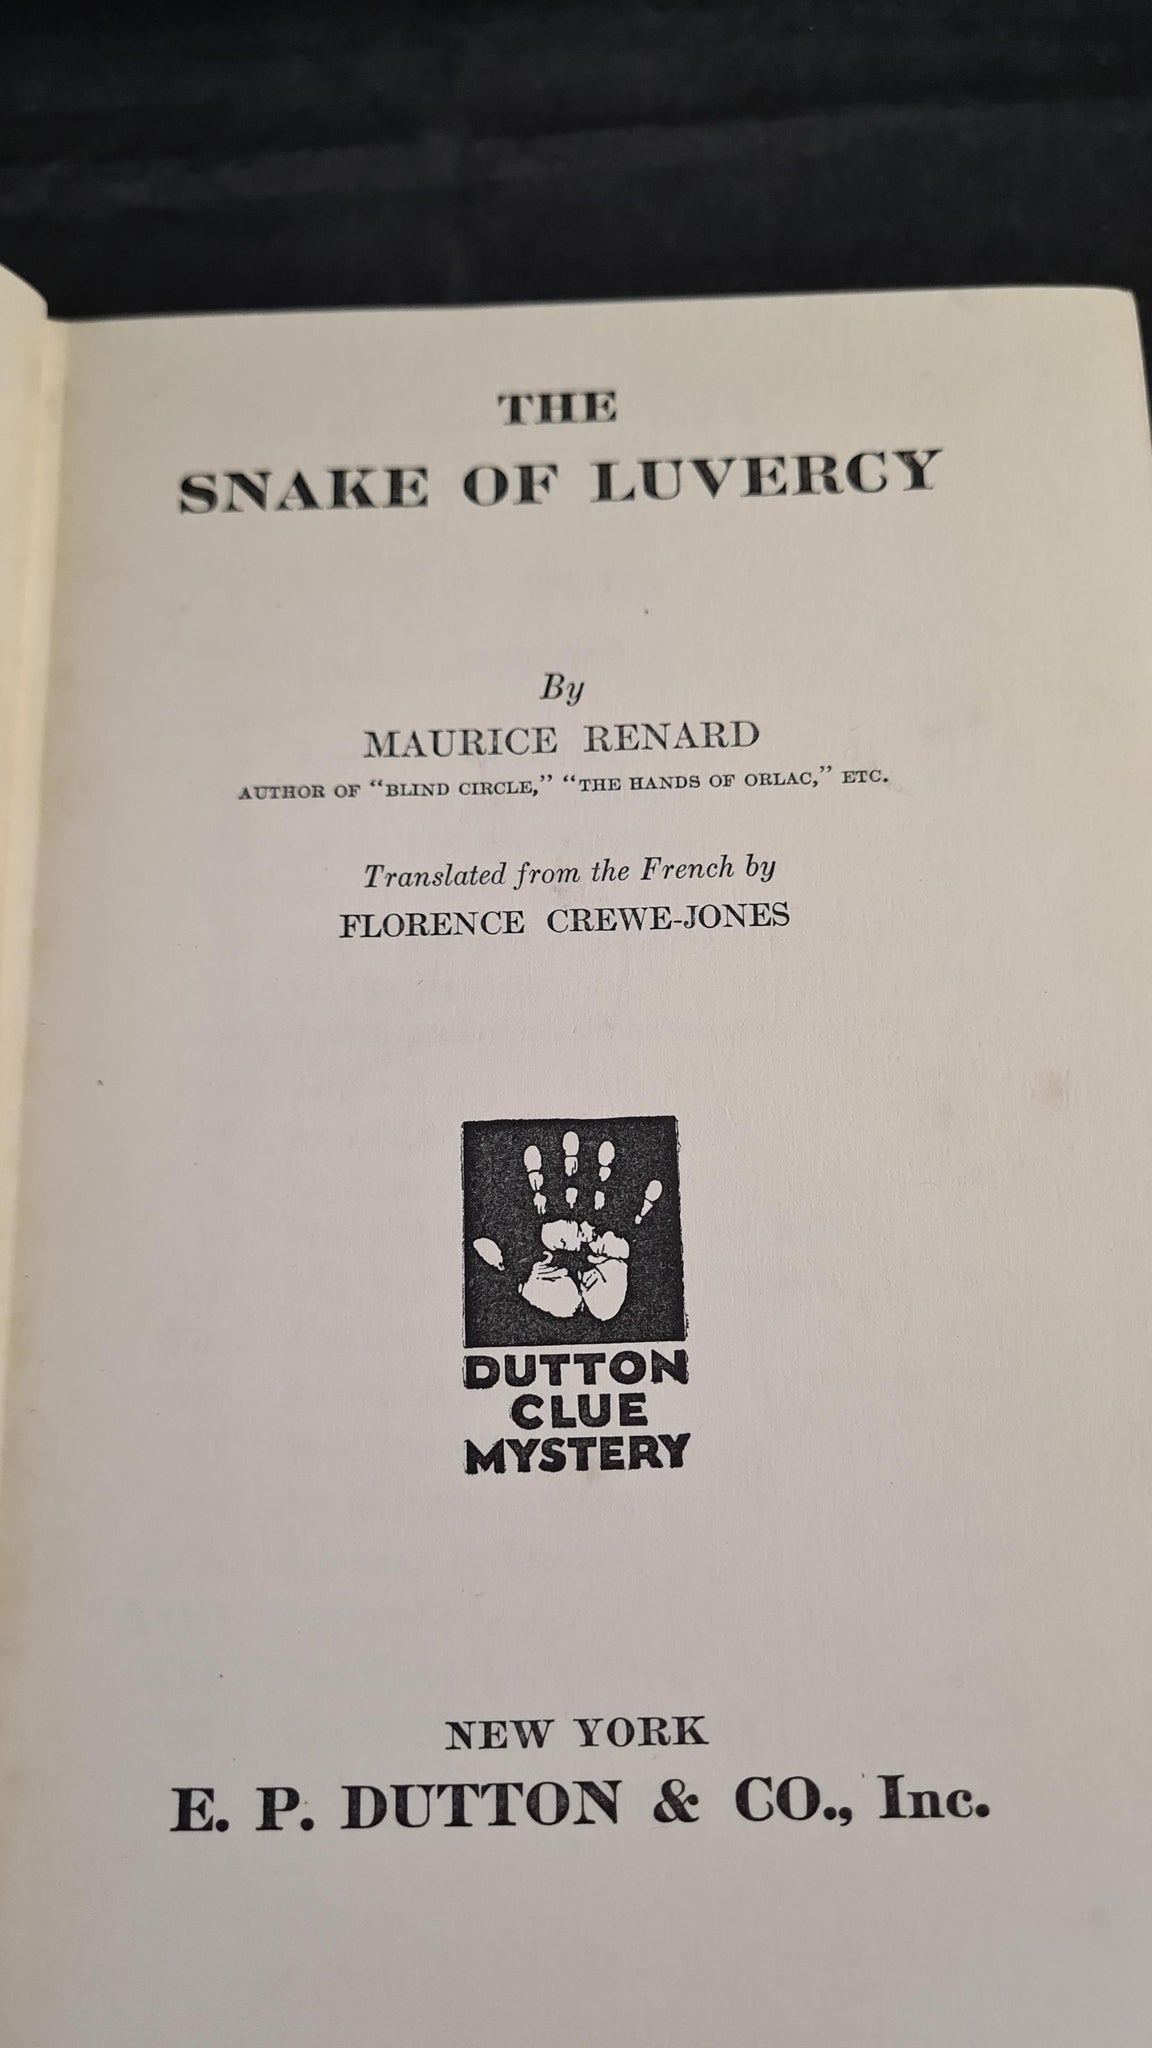 THE
SNAKE OF LUVERCY
By
MAURICE RENARD
AUTHOR OF “BLIND CIRCLE,” “THE HANDS OF ORLAC,” ETC.
Translated from the French by
FLORENCE CREWE-JONES
DUTTON
CLUE
MYSTERY
NEW YORK
E. P. DUTTON & CO., Inc.